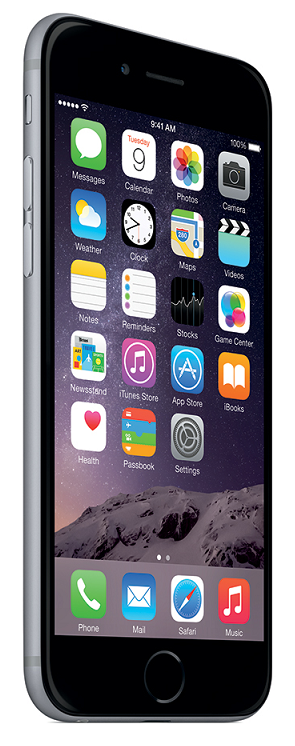 9:41 AM
100%
Tuesday
9
280
Messages
Calendar
Photos
Camera
Weather
Clock
Maps
Videos
Notes
Reminders
Stocks
Game Center
Newsstand
iTunes Store
App Store
iBooks
Health
Passbook
Settings
Phone
Mail
Safari
Music